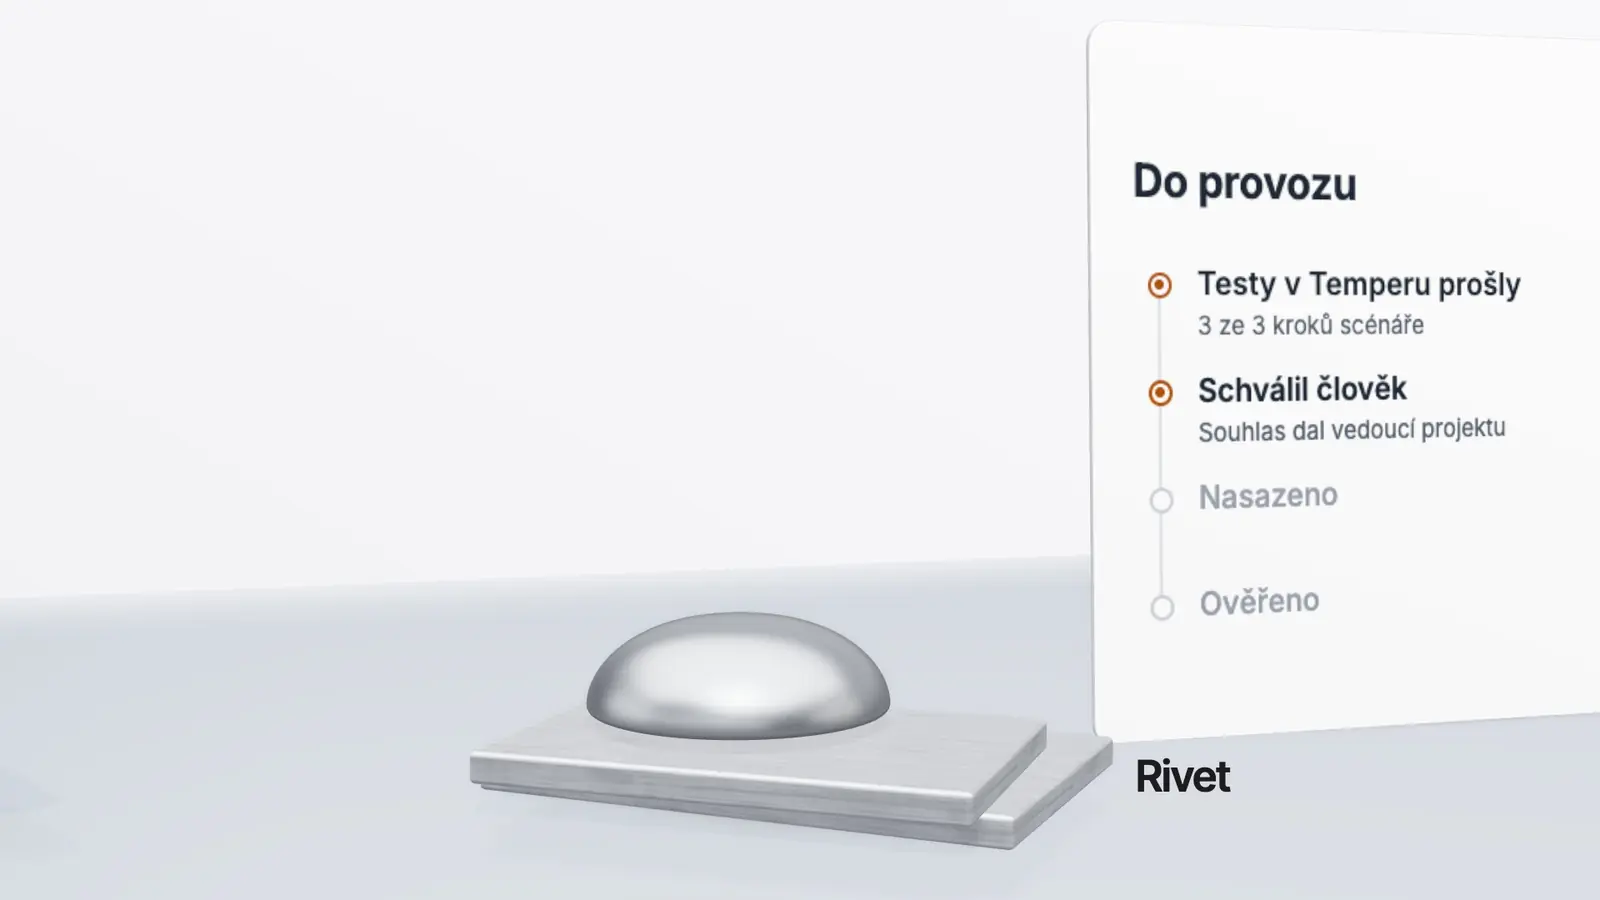 Do provozu
Testy v Temperu prošly
3 ze 3 kroků scénáře
Schválil člověk
Souhlas dal vedoucí projektu
Nasazeno
Ověřeno
Rivet